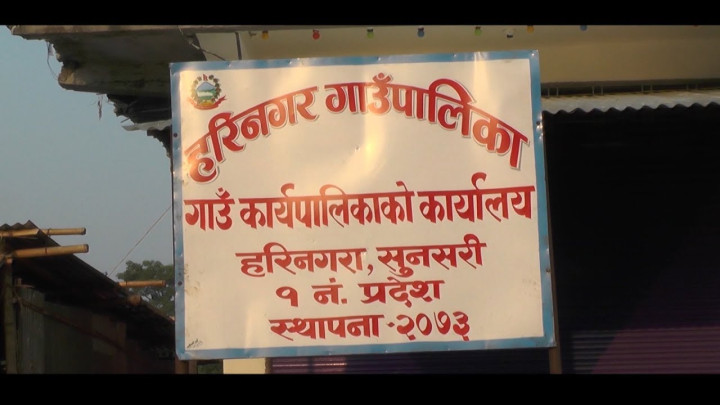 हरिनगर गाउँपालिका
गाउँ कार्यपालिकाको कार्यालय
हरिनगरा, सुनसरी
१ नं. प्रदेश
स्थापना-२०७३